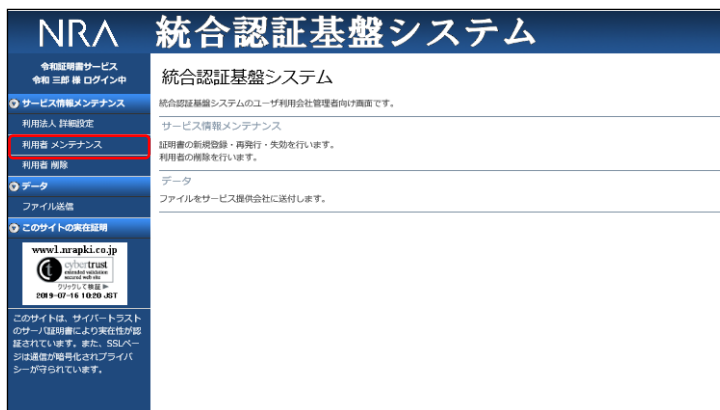 NRA
統合認証基盤システム
令和証明書サービス
令和 三郎 様 ログイン中
サービス情報メンテナンス
利用法人 詳細設定
利用者 メンテナンス
利用者 削除
データ
ファイル送信
このサイトの実在証明
www1.nrapki.co.jp
cybertrust
extended validation
secured web site
クリックして検証
2019-07-16 10:20 JST
このサイトは、サイバートラスト
のサーバ証明書により実在性が認
証されています。また、SSLペー
ジは通信が暗号化されプライバ
シーが守られています。
統合認証基盤システム
統合認証基盤システムのユーザ利用会社管理者向け画面です。
サービス情報メンテナンス
証明書の新規登録・再発行・失効を行います。
利用者の削除を行います。
データ
ファイルをサービス提供会社に送付します。